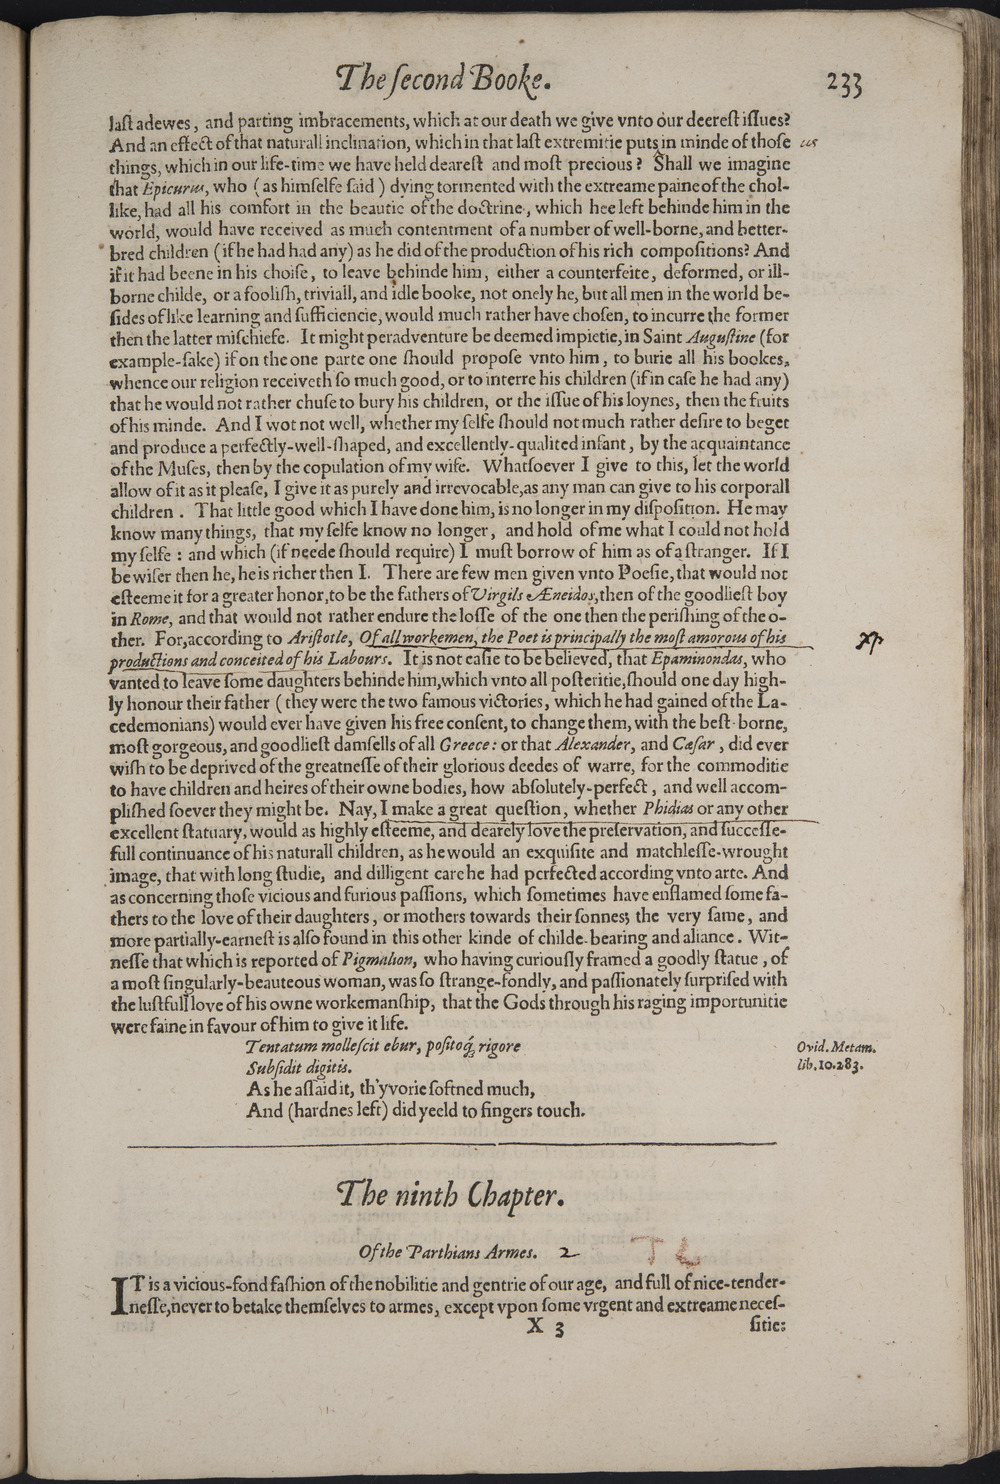 The ſecond Booke. 233
laſt adewes, and parting imbracements, which at our death we give vnto our deereſt iſſues?
And an effect of that naturall inclination, which in that laſt extremitie puts in minde of thoſe us
things, which in our life-time we have held deareſt and moſt precious? Shall we imagine
that Epicurus, who (as himſelfe ſaid) dying tormented with the extreame paine of the chol-
like, had all his comfort in the beautie of the doctrine, which hee left behinde him in the
world, would have received as much contentment of a number of well-borne, and better-
bred children (if he had had any) as he did of the production of his rich compoſitions? And
if it had beene in his choiſe, to leave behinde him, either a counterfeite, deformed, or ill-
borne childe, or a fooliſh, triviall, and idle booke, not onely he, but all men in the world be-
ſides of like learning and ſufficiencie, would much rather have choſen, to incurre the former
then the latter miſchiefe. It might peradventure be deemed impietie, in Saint Auguſtine (for
example-ſake) if on the one parte one ſhould propoſe vnto him, to burie all his bookes,
whence our religion receiveth ſo much good, or to interre his children (if in caſe he had any)
that he would not rather chuſe to bury his children, or the iſſue of his loynes, then the fruits
of his minde. And I wot not well, whether my ſelfe ſhould not much rather deſire to beget
and produce a perfectly-well-ſhaped, and excellently-qualited infant, by the acquaintance
of the Muſes, then by the copulation of my wife. Whatſoever I give to this, let the world
allow of it as it pleaſe, I give it as purely and irrevocable, as any man can give to his corporall
children. That little good which I have done him, is no longer in my diſpoſition. He may
know many things, that my ſelfe know no longer, and hold of me what I could not hold
my ſelfe: and which (if neede ſhould require) I muſt borrow of him as of a ſtranger. If I
be wiſer then he, he is richer then I. There are few men given vnto Poeſie, that would not
eſteeme it for a greater honor, to be the fathers of Virgils Æneidos, then of the goodlieſt boy
in Rome, and that would not rather endure the loſſe of the one then the periſhing of the o-
ther. For, according to Ariſtotle, Of all workemen, the Poet is principally the moſt amorous of his
productions and conceited of his Labours. It is not eaſie to be believed, that Epaminondas, who
vanted to leave ſome daughters behinde him, which vnto all poſteritie, ſhould one day high-
ly honour their father (they were the two famous victories, which he had gained of the La-
cedemonians) would ever have given his free conſent, to change them, with the beſt-borne,
moſt gorgeous, and goodlieſt damſells of all Greece: or that Alexander, and Cæſar, did ever
wiſh to be deprived of the greatneſſe of their glorious deedes of warre, for the commoditie
to have children and heires of their owne bodies, how abſolutely-perfect, and well accom-
pliſhed ſoever they might be. Nay, I make a great queſtion, whether Phidias or any other
excellent ſtatuary, would as highly eſteeme, and dearely love the preſervation, and ſucceſſe-
full continuance of his naturall children, as he would an exquiſite and matchleſſe-wrought
image, that with long ſtudie, and dilligent care he had perfected according vnto arte. And
as concerning thoſe vicious and furious paſſions, which ſometimes have enflamed ſome fa-
thers to the love of their daughters, or mothers towards their ſonnes; the very ſame, and
more partially-earneſt is alſo found in this other kinde of childe-bearing and aliance. Wit-
neſſe that which is reported of Pigmalion, who having curiouſly framed a goodly ſtatue, of
a moſt ſingularly-beauteous woman, was ſo ſtrange-fondly, and paſſionately ſurpriſed with
the luſtfull love of his owne workemanſhip, that the Gods through his raging importunitie
were faine in favour of him to give it life.
Tentatum molleſcit ebur, poſitoq́; rigore Ovid. Metam.
Subſidit digitis. lib. 10.283.
As he aſſaid it, th'yvorie ſoftned much,
And (hardnes left) did yeeld to fingers touch.
The ninth Chapter.
Of the Parthians Armes. 2
IT is a vicious-fond faſhion of the nobilitie and gentrie of our age, and full of nice-tender-
neſſe, never to betake themſelves to armes, except vpon ſome vrgent and extreame neceſ-
X 3 ſitie: